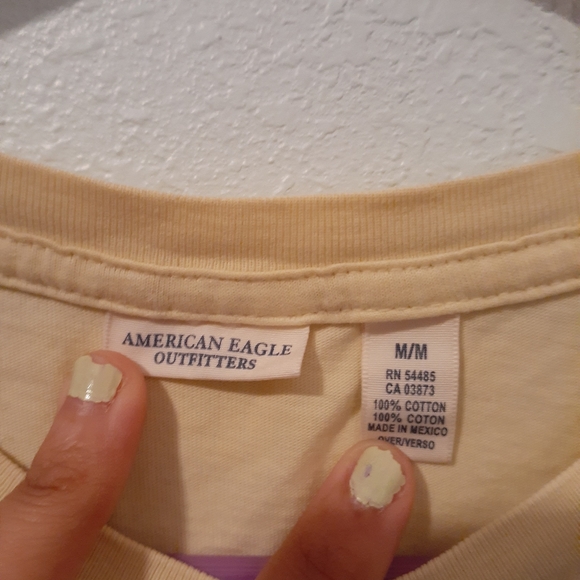 AMERICAN EAGLE
OUTFITTERS
M/M
RN 54485
CA 03873
100% COTTON
100% COTON
MADE IN MEXICO
OVER/VERSO